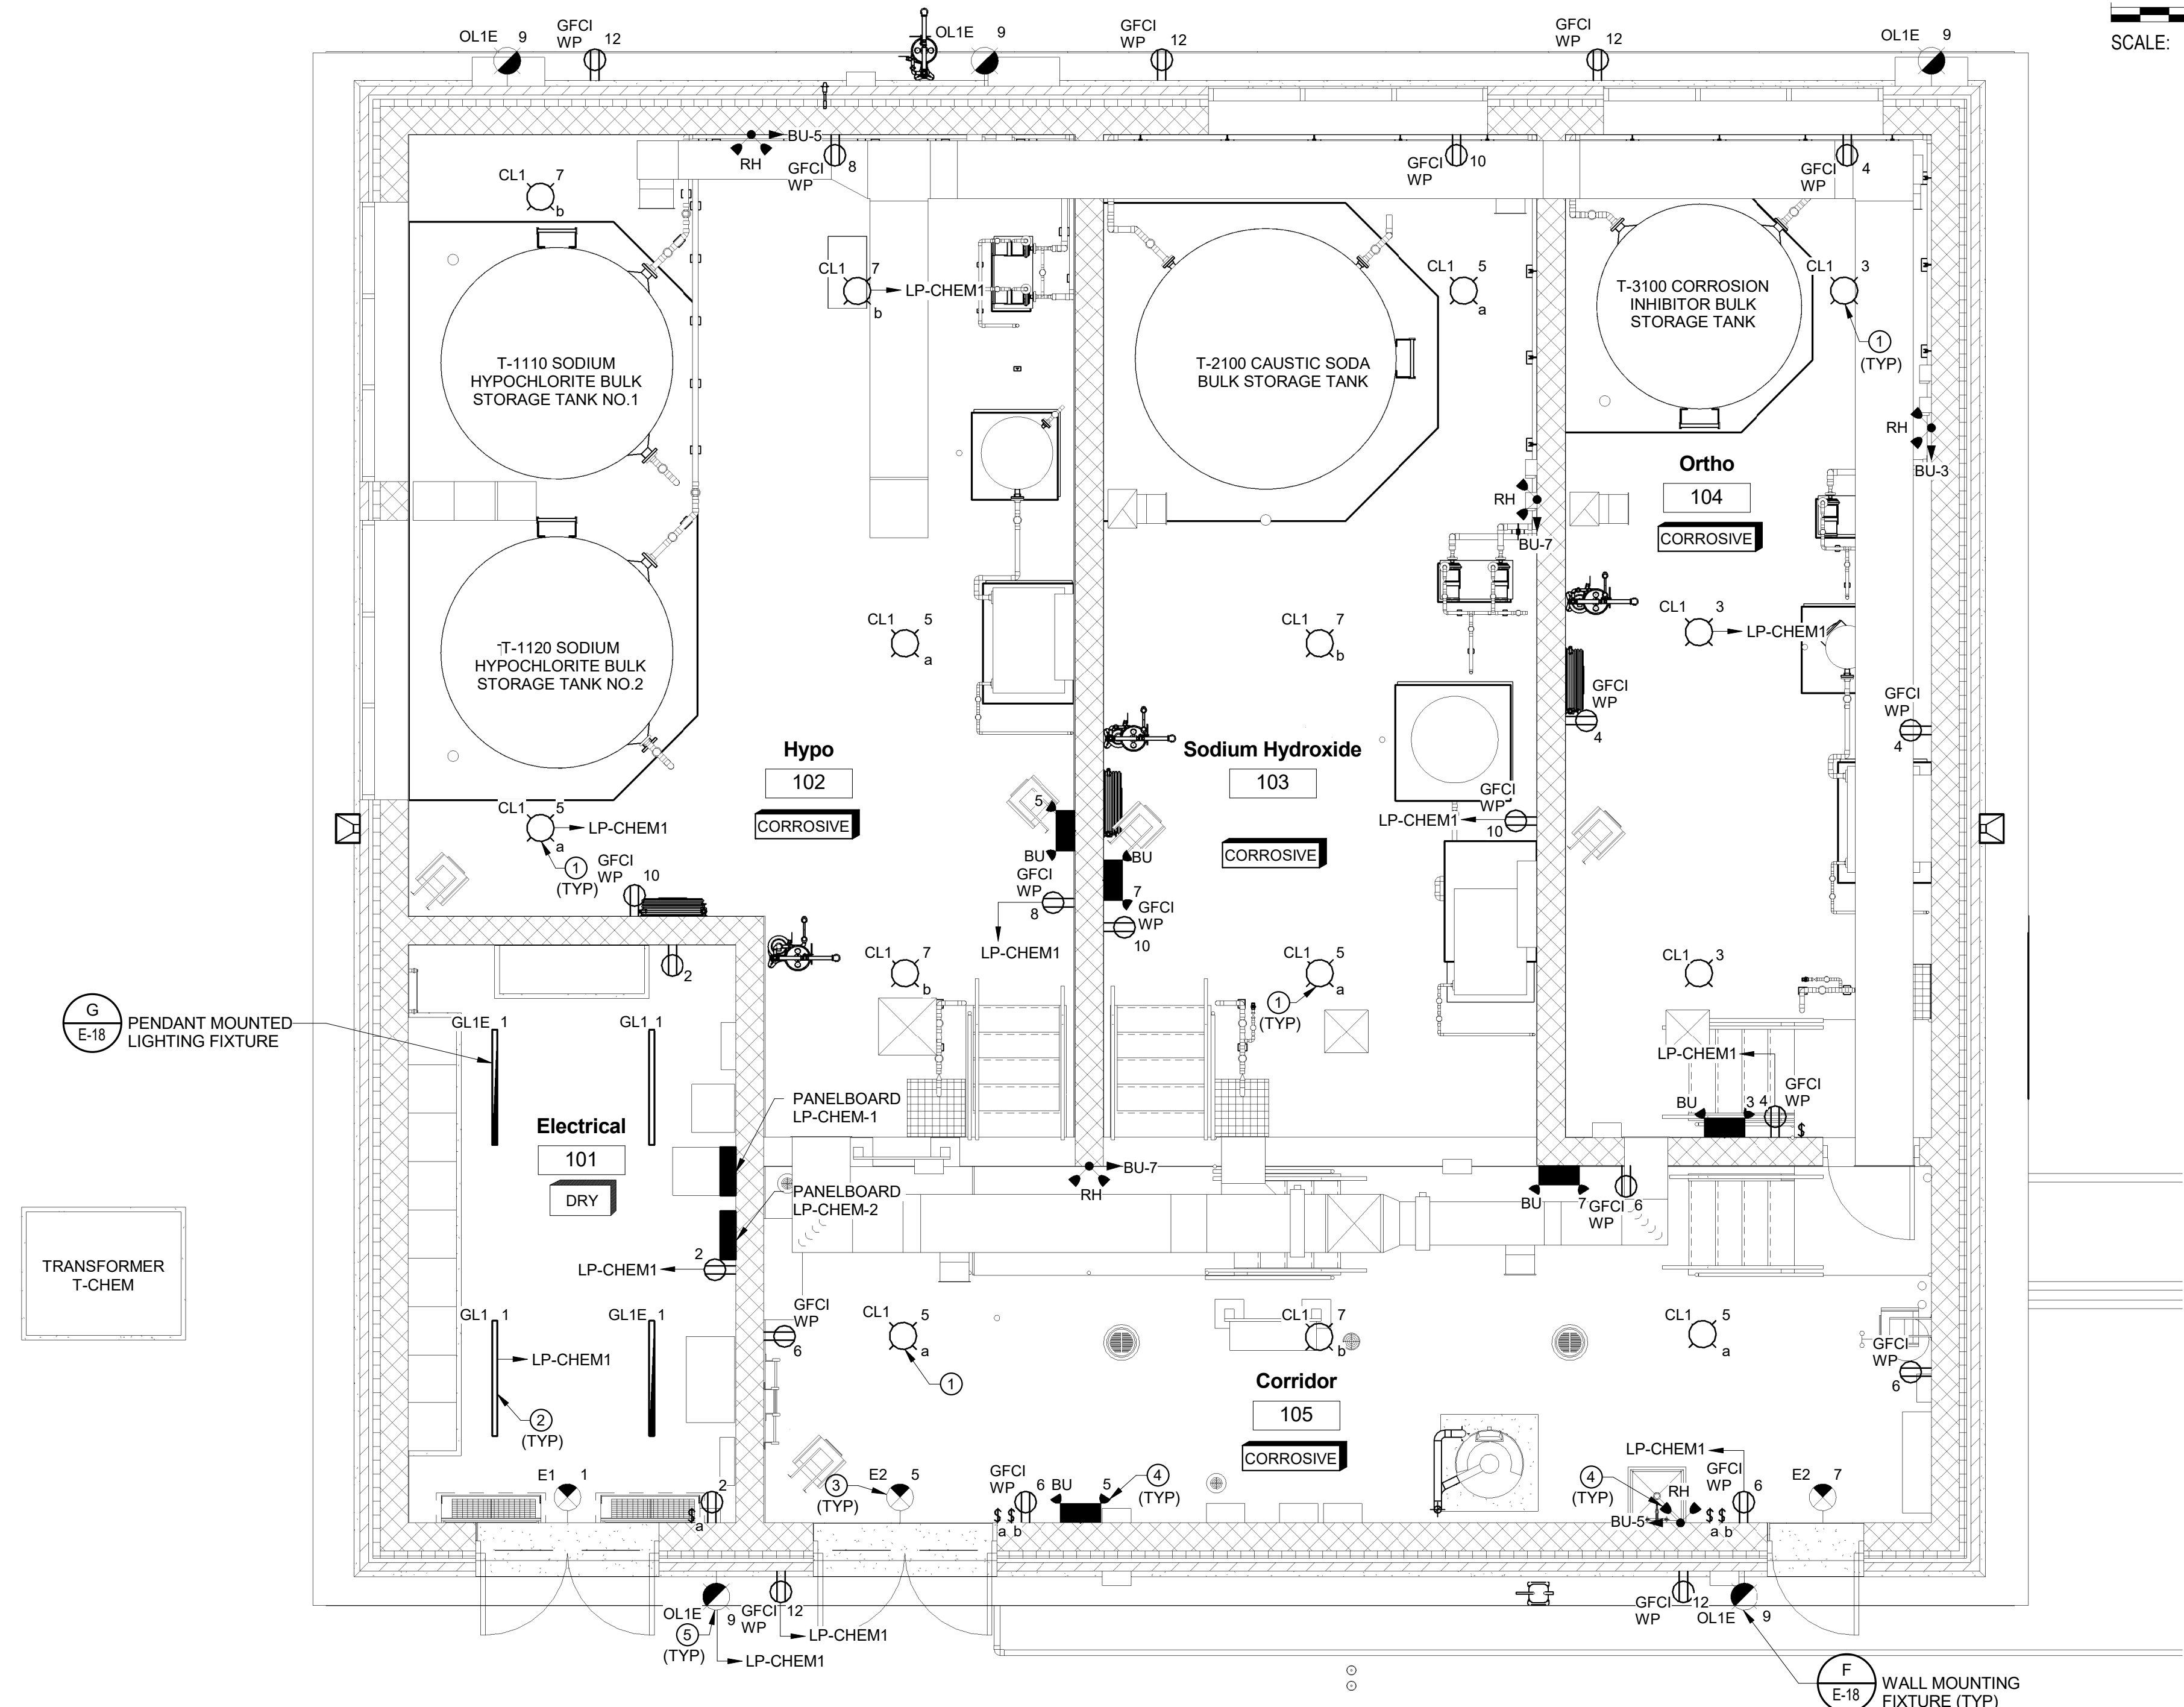 SCALE:
OL1E 9
GFCI
WP 12
OL1E 9
GFCI
WP 12
GFCI
WP 12
OL1E 9
BU-5
RH
GFCI
WP 8
GFCI
WP 10
GFCI
WP 4
CL1 7
b
CL1 7
b
LP-CHEM1
CL1 5
a
CL1 3
1
(TYP)
T-1110 SODIUM
HYPOCHLORITE BULK
STORAGE TANK NO.1
T-2100 CAUSTIC SODA
BULK STORAGE TANK
T-3100 CORROSION
INHIBITOR BULK
STORAGE TANK
RH
BU-3
Ortho
104
CORROSIVE
RH
BU-7
T-1120 SODIUM
HYPOCHLORITE BULK
STORAGE TANK NO.2
CL1 5
a
CL1 7
b
CL1 3
LP-CHEM1
GFCI
WP
4
GFCI
WP
4
Hypo
102
CORROSIVE
Sodium Hydroxide
103
CORROSIVE
CL1 5
a
LP-CHEM1
1
(TYP)
GFCI
WP 10
5
BU
GFCI
WP
8
LP-CHEM1
BU
7
GFCI
WP
10
GFCI
WP
10
LP-CHEM1
2
CL1 7
b
CL1 5
a
1
(TYP)
CL1 3
G
E-18
PENDANT MOUNTED
LIGHTING FIXTURE
GL1E 1
GL1 1
LP-CHEM1
GFCI
WP
BU 3 4
$
PANELBOARD
LP-CHEM-1
Electrical
101
DRY
PANELBOARD
LP-CHEM-2
BU-7
RH
BU 7
GFCI
WP
6
TRANSFORMER
T-CHEM
LP-CHEM1
2
GL1 1
GL1E 1
LP-CHEM1
2
(TYP)
GFCI
WP
6
CL1 5
a
1
CL1 7
b
CL1 5
a
GFCI
WP
6
Corridor
105
CORROSIVE
E1 1
2
$
a
3
(TYP)
E2 5
GFCI
WP 6
$ $
a b
BU 5
4
(TYP)
LP-CHEM1
4
(TYP)
RH
BU-5
GFCI
WP 6
$ $
a b
E2 7
OL1E 9
5
(TYP)
LP-CHEM1
GFCI
WP 12
LP-CHEM1
GFCI
WP 12
OL1E 9
F
E-18
WALL MOUNTING
FIXTURE (TYP)